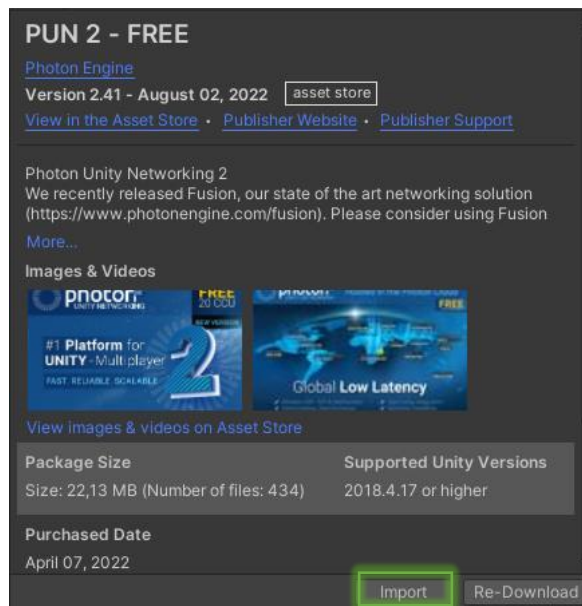 PUN 2 - FREE
Photon Engine
Version 2.41 - August 02, 2022 asset store
View in the Asset Store • Publisher Website • Publisher Support
Photon Unity Networking 2
We recently released Fusion, our state of the art networking solution
(https://www.photonengine.com/fusion). Please consider using Fusion
More...
Images & Videos
photon FREE
UNITY NETWORKING 20 CCU
#1 Platform for
UNITY - Multiplayer
2
FAST RELIABLE SCALABLE
photon
FREE
Global Low Latency
View images & videos on Asset Store
Package Size Supported Unity Versions
Size: 22,13 MB (Number of files: 434) 2018.4.17 or higher
Purchased Date
April 07, 2022
Import Re-Download